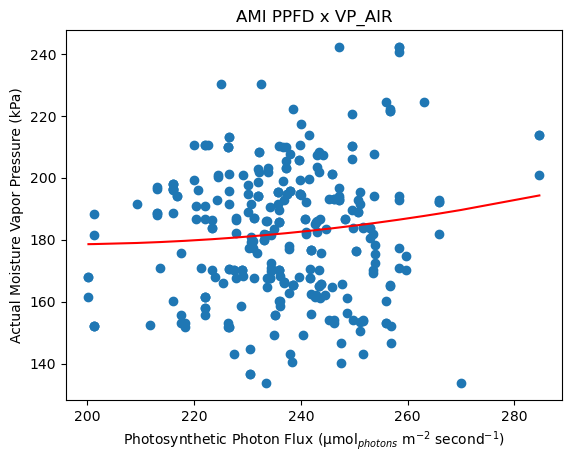 AMI PPFD x VP_AIR
Actual Moisture Vapor Pressure (kPa)
240
220
200
180
160
140
200 220 240 260 280
Photosynthetic Photon Flux (μmol_photons m⁻² second⁻¹)